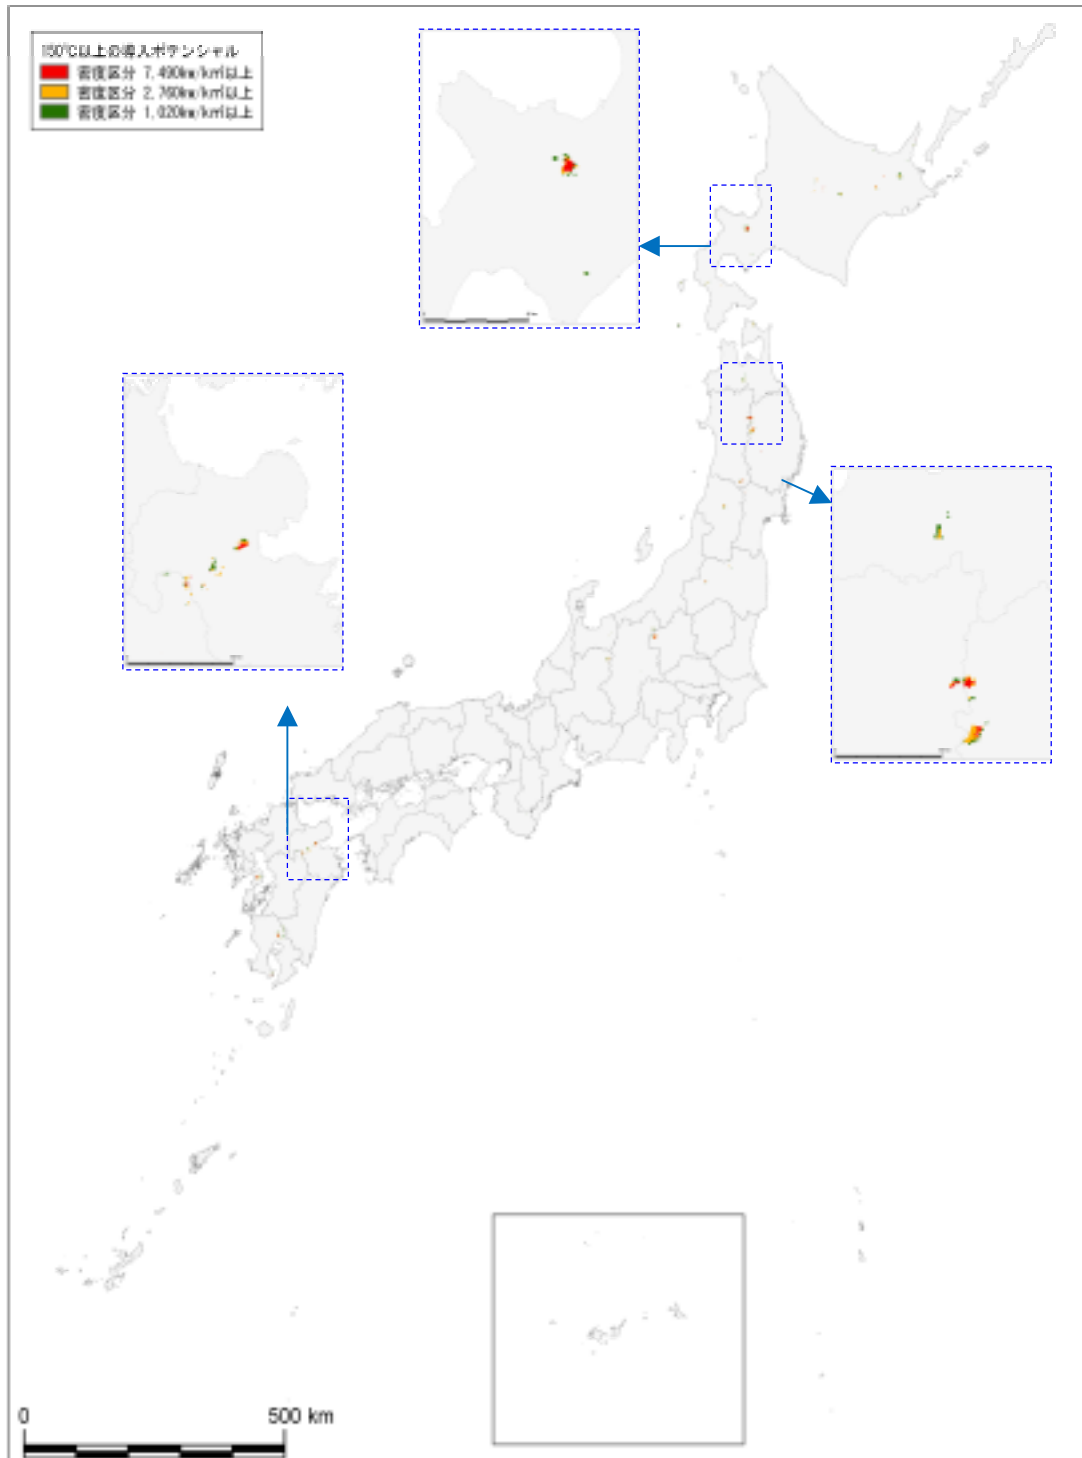 150℃以上の導入ポテンシャル
密度区分 7,490kW/km²以上
密度区分 2,760kW/km²以上
密度区分 1,020kW/km²以上
0 500 km